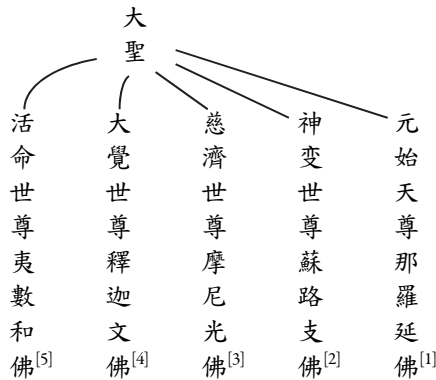 大聖
元始天尊那羅延佛[1]
神变世尊蘇路支佛[2]
慈濟世尊摩尼光佛[3]
大覺世尊釋迦文佛[4]
活命世尊夷數和佛[5]